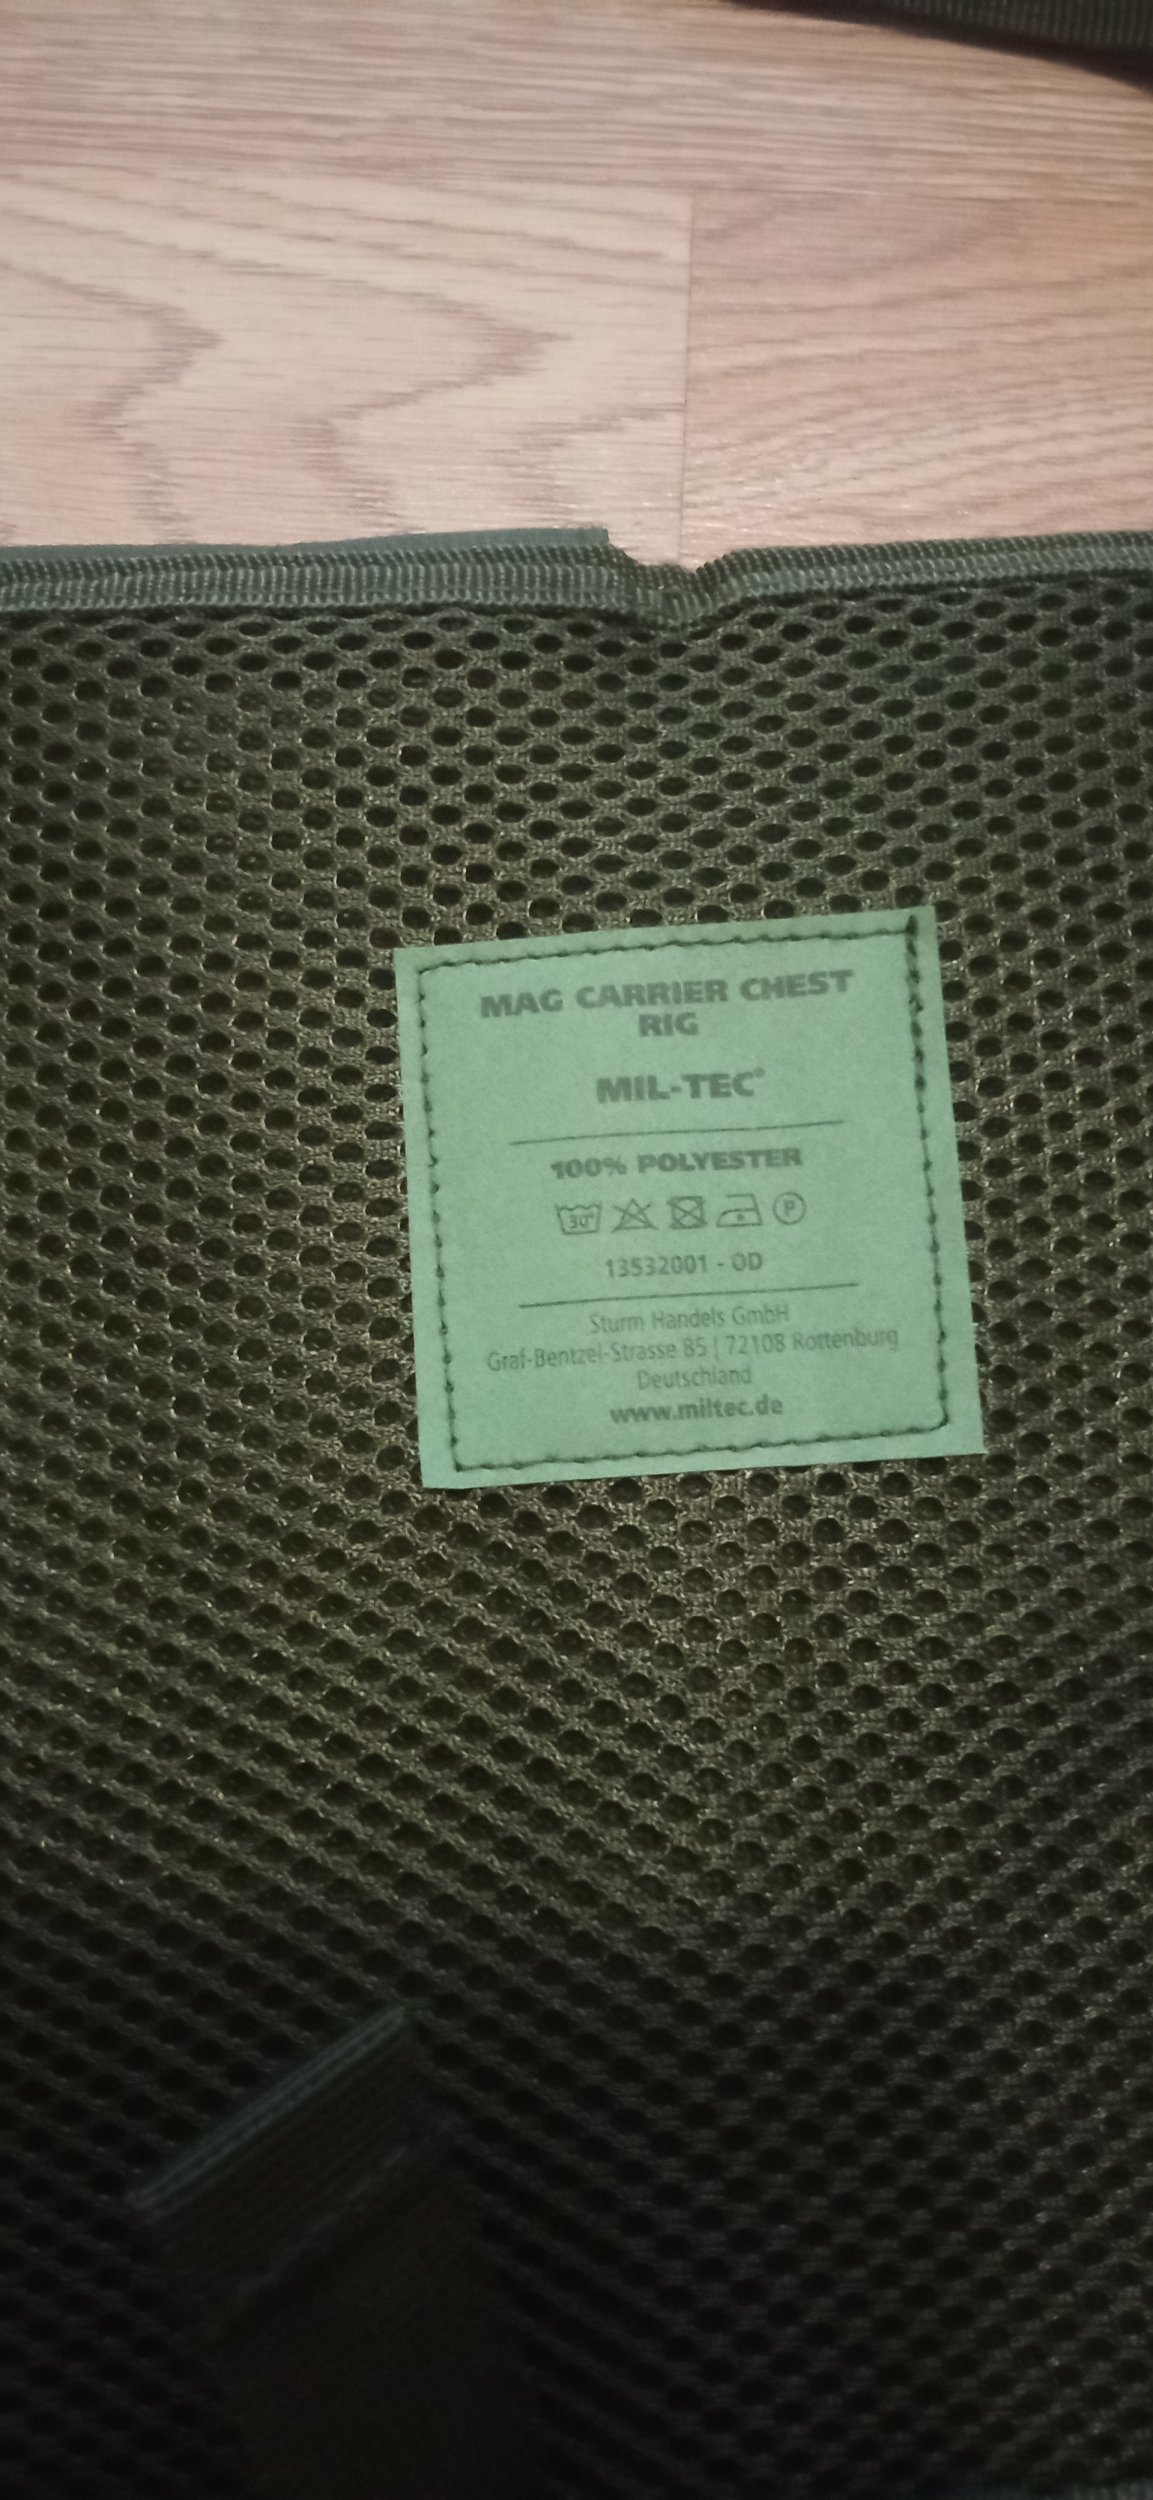 MAG CARRIER CHEST
RIG
MIL-TEC®
100% POLYESTER
30° P
13532001 - OD
Sturm Handels GmbH
Graf-Bentzel-Strasse 85 | 72108 Rottenburg
Deutschland
www.miltec.de